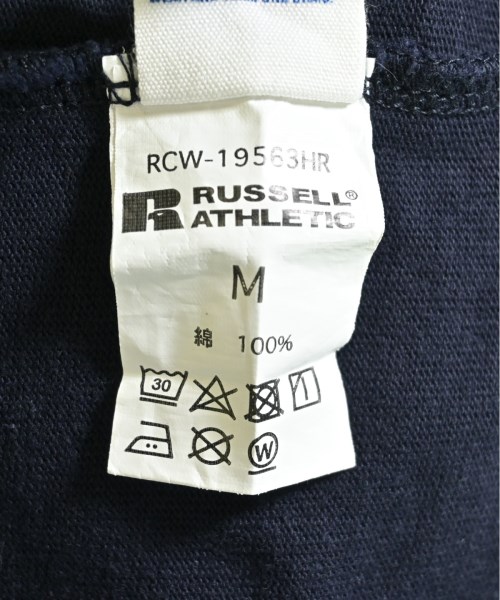 RCW-19563HR
RUSSELL®
ATHLETIC
M
綿 100%
30
W